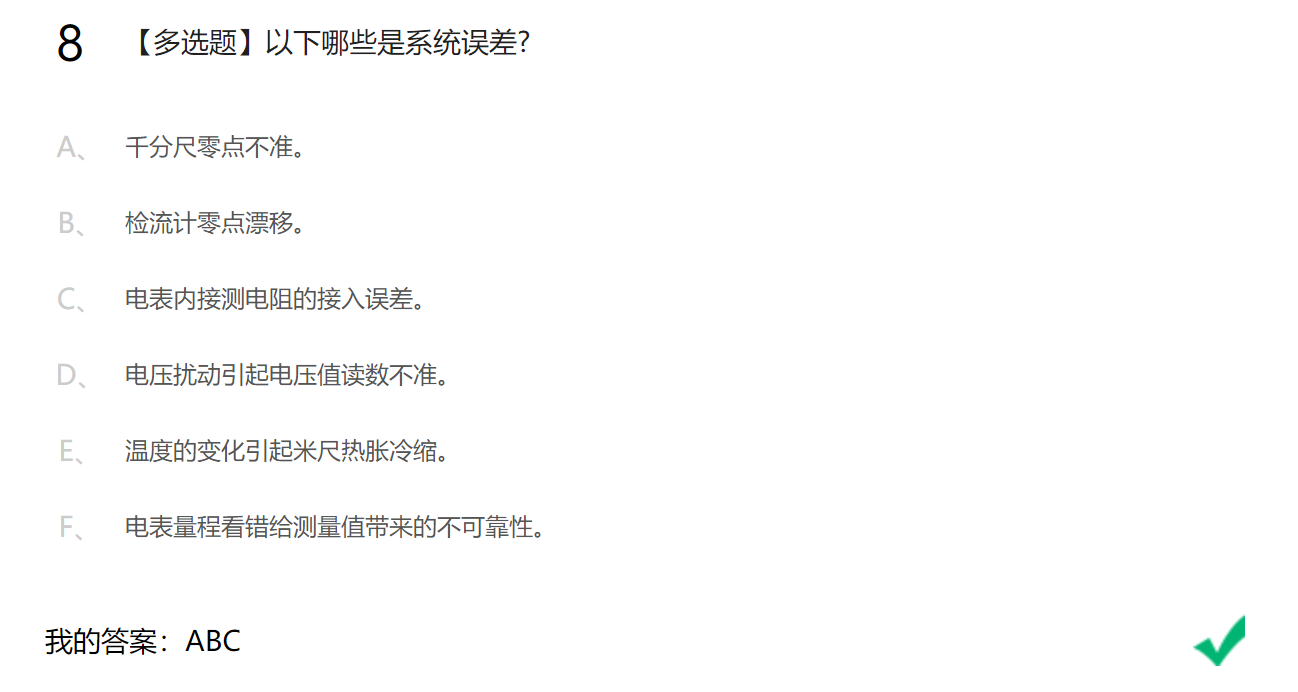 8 【多选题】以下哪些是系统误差?
A、 千分尺零点不准。
B、 检流计零点漂移。
C、 电表内接测电阻的接入误差。
D、 电压扰动引起电压值读数不准。
E、 温度的变化引起米尺热胀冷缩。
F、 电表量程看错给测量值带来的不可靠性。
我的答案：ABC